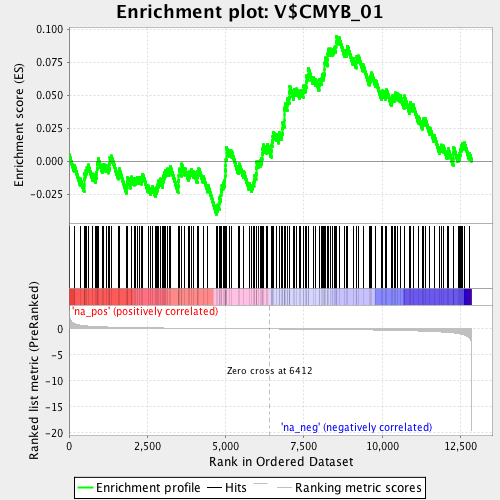 Enrichment plot: V$CMYB_01
Enrichment score (ES)
0.100
0.075
0.050
0.025
0.000
-0.025
'na_pos' (positively correlated)
Ranked list metric (PreRanked)
0
-5
-10
-15
-20
Zero cross at 6412
'na_neg' (negatively correlated)
0
2,500
5,000
7,500
10,000
12,500
Rank in Ordered Dataset
Enrichment profile
Hits
Ranking metric scores